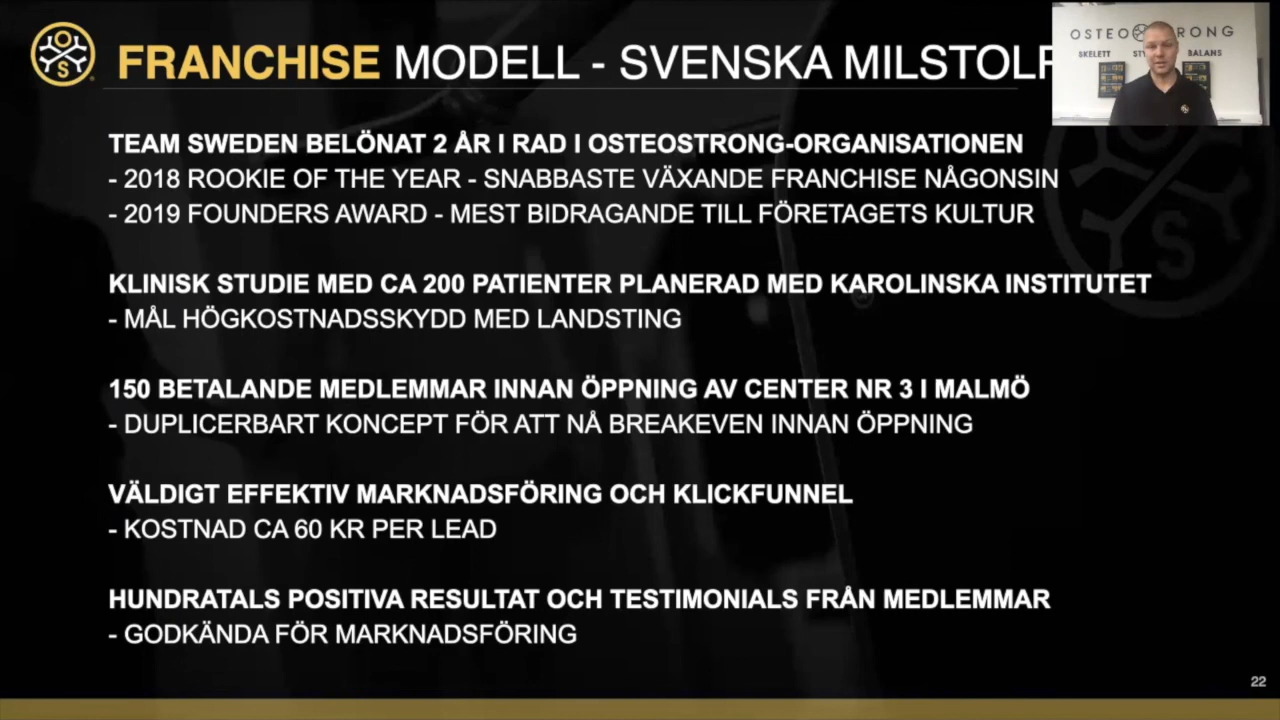 FRANCHISE MODELL - SVENSKA MILSTOLP
OSTEOSTRONG
SKELETT BALANS
TEAM SWEDEN BELÖNAT 2 ÅR I RAD I OSTEOSTRONG-ORGANISATIONEN
- 2018 ROOKIE OF THE YEAR - SNABBASTE VÄXANDE FRANCHISE NÅGONSIN
- 2019 FOUNDERS AWARD - MEST BIDRAGANDE TILL FÖRETAGETS KULTUR
KLINISK STUDIE MED CA 200 PATIENTER PLANERAD MED KAROLINSKA INSTITUTET
- MÅL HÖGKOSTNADSSKYDD MED LANDSTING
150 BETALANDE MEDLEMMAR INNAN ÖPPNING AV CENTER NR 3 I MALMÖ
- DUPLICERBART KONCEPT FÖR ATT NÅ BREAKEVEN INNAN ÖPPNING
VÄLDIGT EFFEKTIV MARKNADSFÖRING OCH KLICKFUNNEL
- KOSTNAD CA 60 KR PER LEAD
HUNDRATALS POSITIVA RESULTAT OCH TESTIMONIALS FRÅN MEDLEMMAR
- GODKÄNDA FÖR MARKNADSFÖRING
22